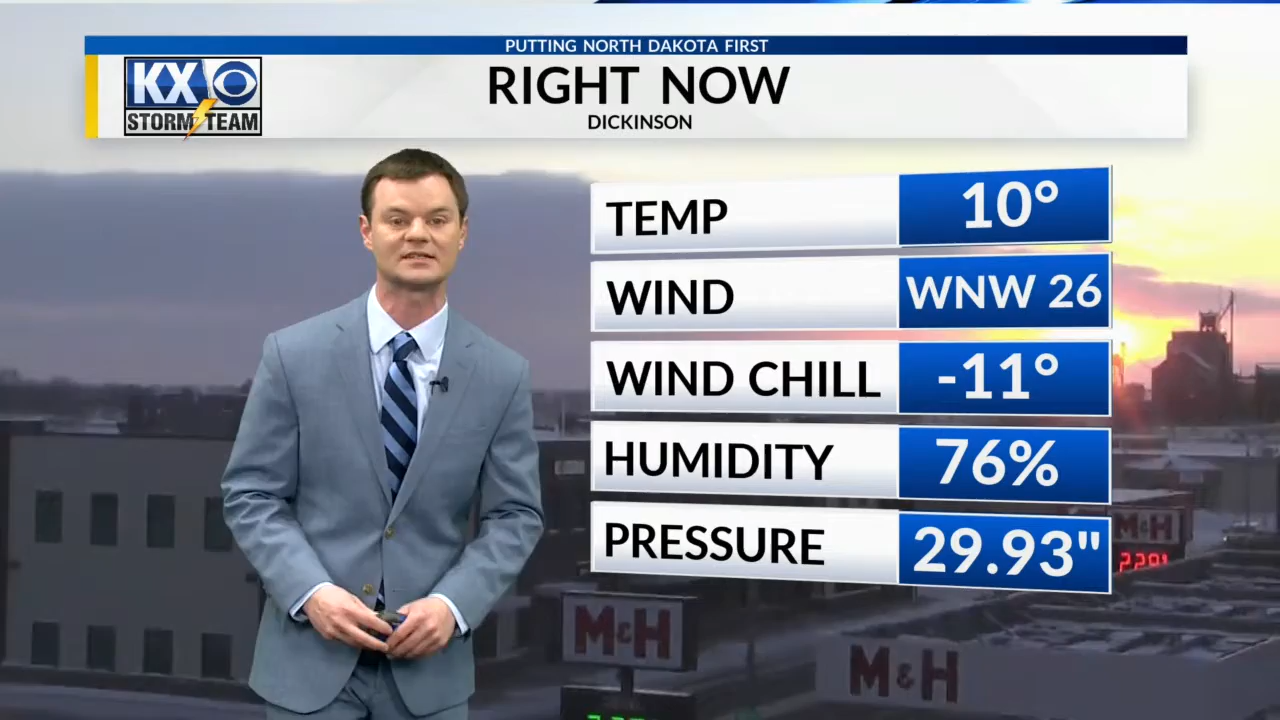 PUTTING NORTH DAKOTA FIRST
KX
STORM TEAM
RIGHT NOW
DICKINSON
TEMP 10°
WIND WNW 26
WIND CHILL -11°
HUMIDITY 76%
PRESSURE 29.93"
M&H
M&H
M&H